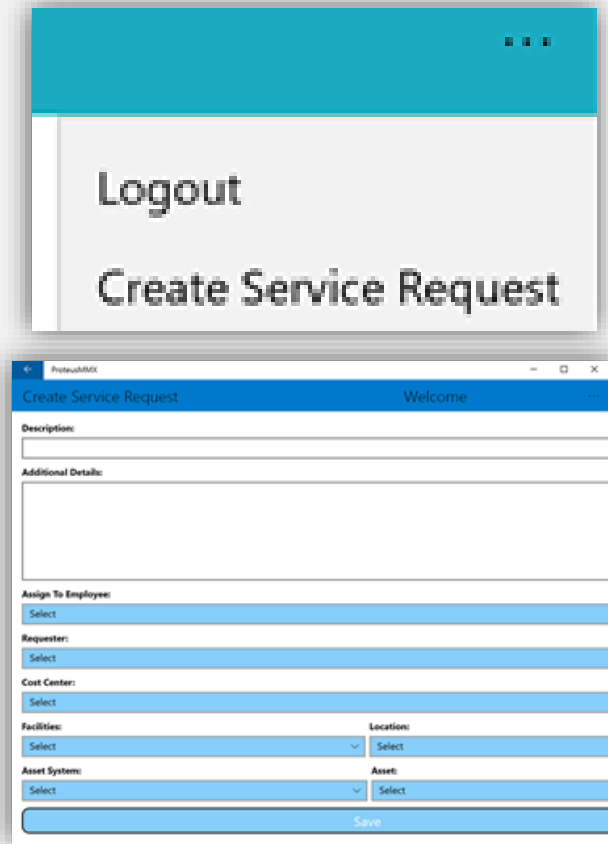 ...
Logout
Create Service Request
ProteusMMX
Create Service Request Welcome ...
Description:
Additional Details:
Assign To Employee:
Select
Requester:
Select
Cost Center:
Select
Facilities: Location:
Select Select
Asset System: Asset:
Select Select
Save